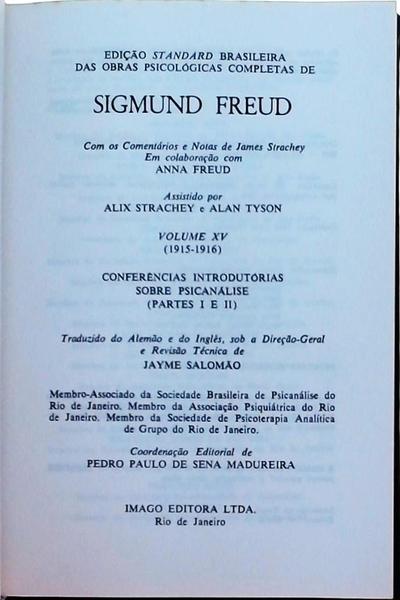 EDIÇÃO STANDARD BRASILEIRA
DAS OBRAS PSICOLÓGICAS COMPLETAS DE
SIGMUND FREUD
Com os Comentários e Notas de James Strachey
Em colaboração com
ANNA FREUD
Assistido por
ALIX STRACHEY e ALAN TYSON
VOLUME XV
(1915-1916)
CONFERÊNCIAS INTRODUTÓRIAS
SOBRE PSICANÁLISE
(PARTES I E II)
Traduzido do Alemão e do Inglês, sob a Direção-Geral
e Revisão Técnica de
JAYME SALOMÃO
Membro-Associado da Sociedade Brasileira de Psicanálise do
Rio de Janeiro. Membro da Associação Psiquiátrica do Rio
de Janeiro. Membro da Sociedade de Psicoterapia Analítica
de Grupo do Rio de Janeiro.
Coordenação Editorial de
PEDRO PAULO DE SENA MADUREIRA
IMAGO EDITORA LTDA.
Rio de Janeiro